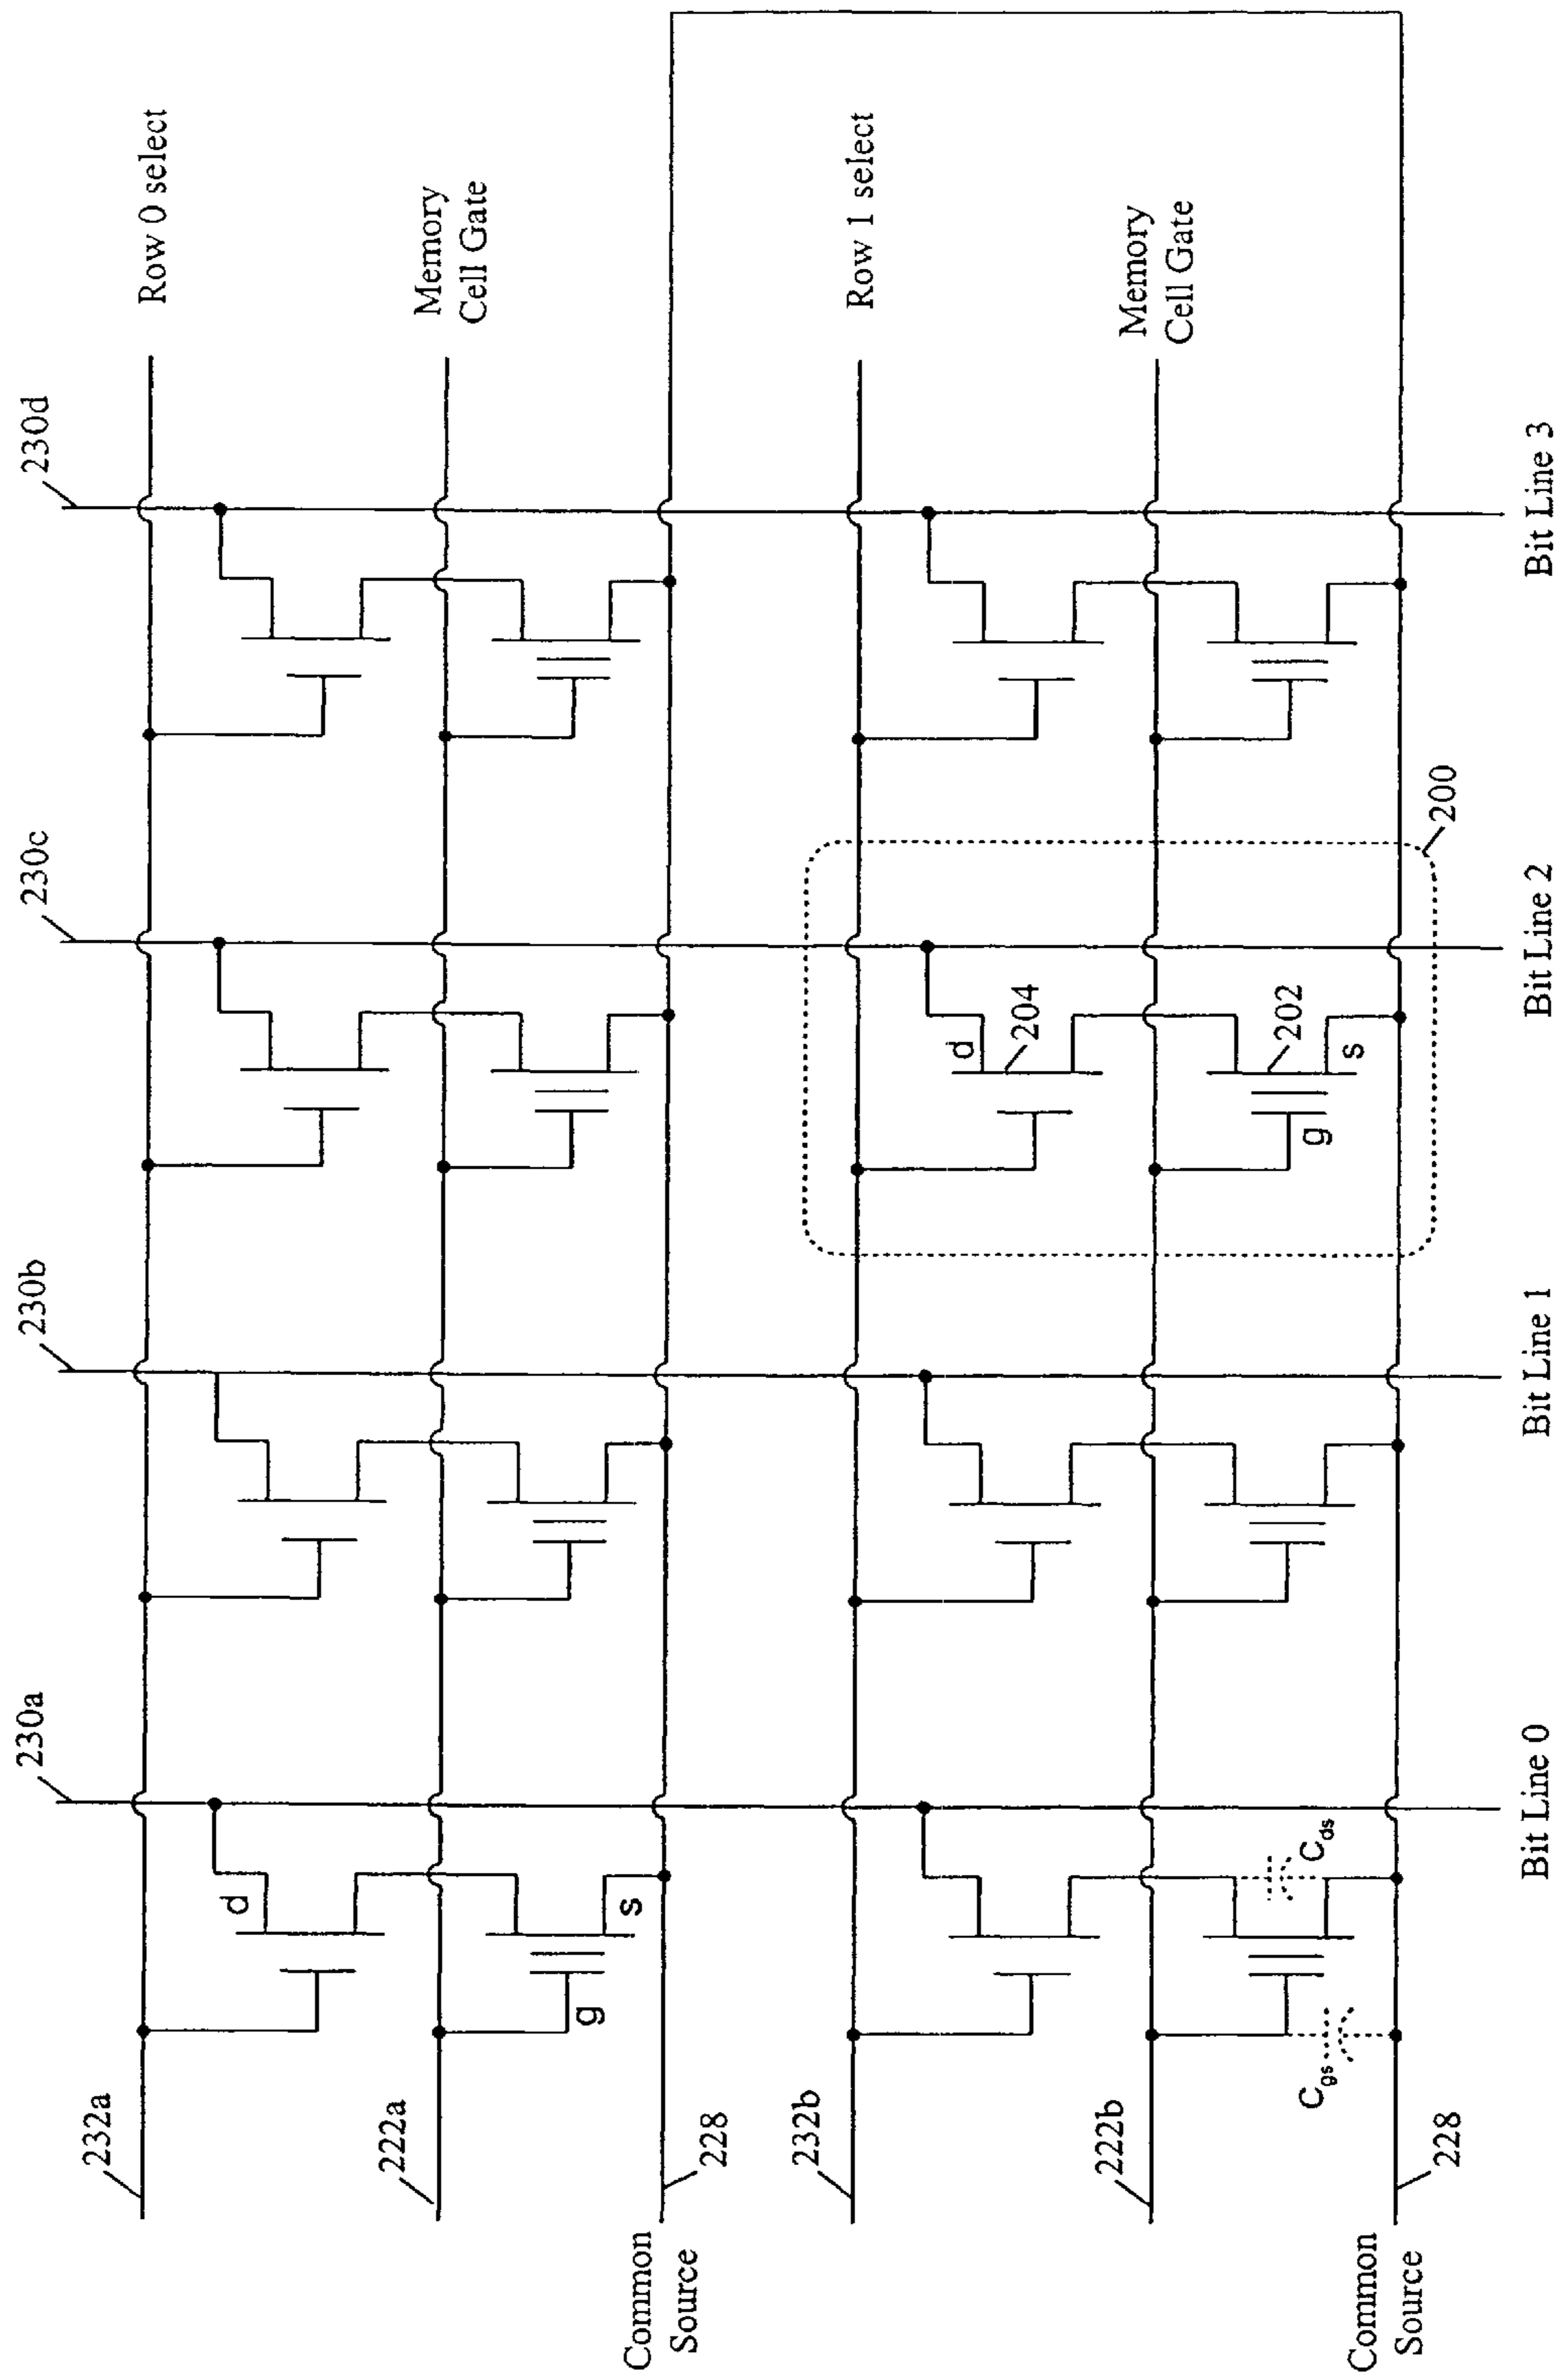 230a
230b
230c
230d
232a
Row 0 select
d
222a
Memory
Cell Gate
g
s
Common
Source
228
232b
Row 1 select
d
204
222b
Memory
Cell Gate
Cgs
Cds
g
202
s
Common
Source
228
200
Bit Line 0
Bit Line 1
Bit Line 2
Bit Line 3